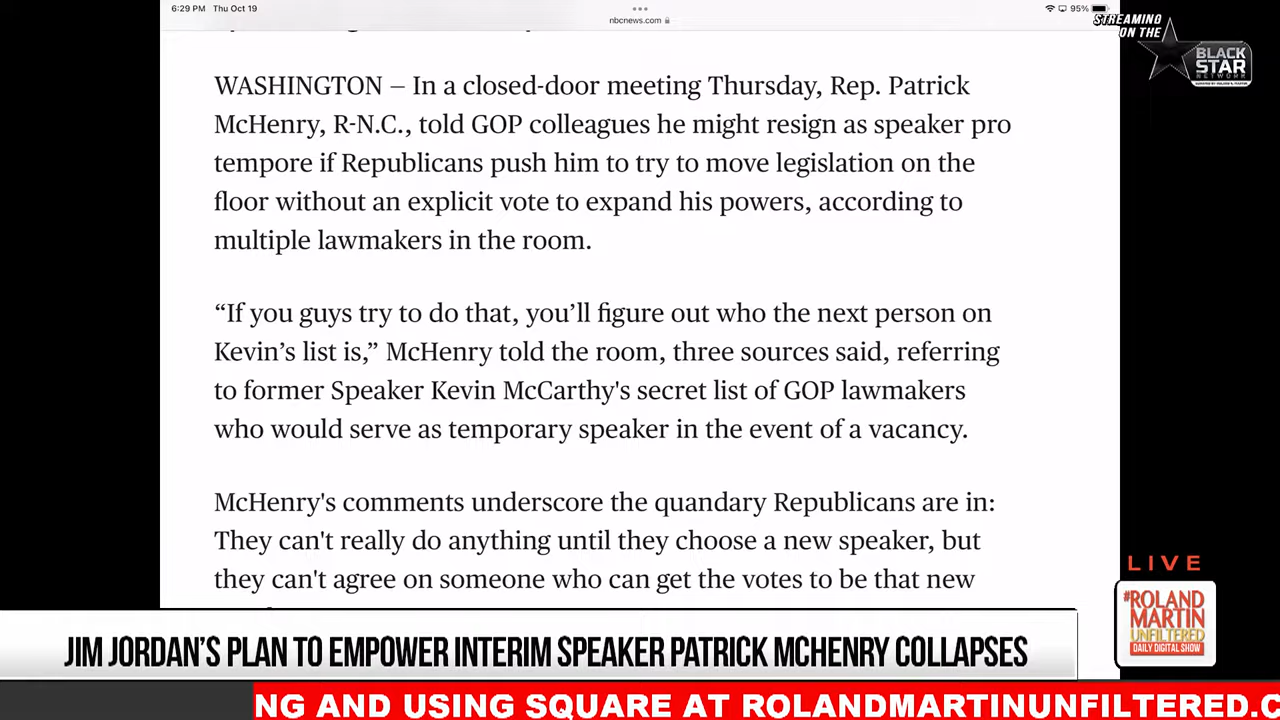 6:29 PM Thu Oct 19
nbcnews.com
95%
STREAMING
ON THE
BLACK
STAR
NETWORK
WASHINGTON – In a closed-door meeting Thursday, Rep. Patrick
McHenry, R-N.C., told GOP colleagues he might resign as speaker pro
tempore if Republicans push him to try to move legislation on the
floor without an explicit vote to expand his powers, according to
multiple lawmakers in the room.
“If you guys try to do that, you’ll figure out who the next person on
Kevin’s list is,” McHenry told the room, three sources said, referring
to former Speaker Kevin McCarthy's secret list of GOP lawmakers
who would serve as temporary speaker in the event of a vacancy.
McHenry's comments underscore the quandary Republicans are in:
They can't really do anything until they choose a new speaker, but
they can't agree on someone who can get the votes to be that new
LIVE
#ROLAND
MARTIN
UNFILTERED
DAILY DIGITAL SHOW
JIM JORDAN’S PLAN TO EMPOWER INTERIM SPEAKER PATRICK MCHENRY COLLAPSES
NG AND USING SQUARE AT ROLANDMARTINUNFILTERED.C